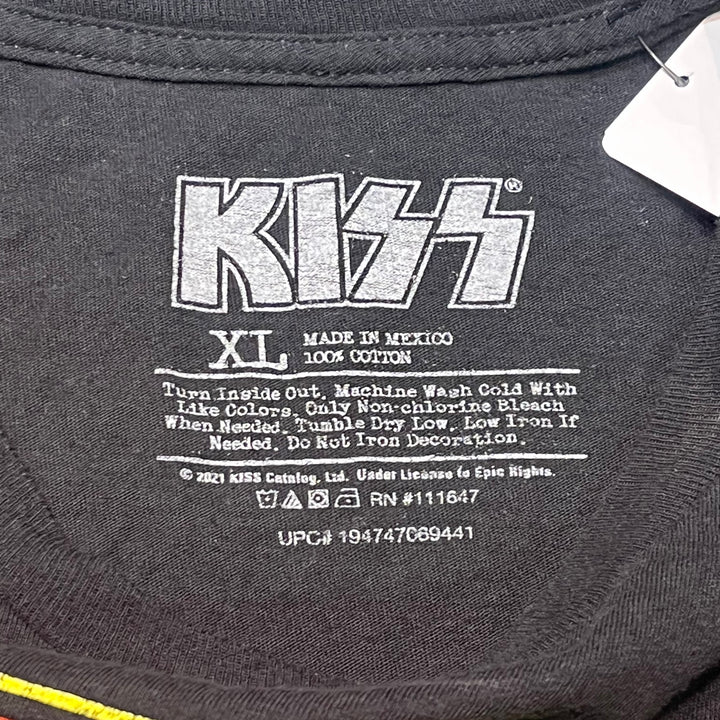 KISS®
XL MADE IN MEXICO
100% COTTON
Turn Inside Out. Machine Wash Cold With
Like Colors. Only Non-chlorine Bleach
When Needed. Tumble Dry Low. Low Iron If
Needed. Do Not Iron Decoration.
© 2021 KISS Catalog, Ltd. Under License to Epic Rights.
RN #111647
UPC# 194747069441